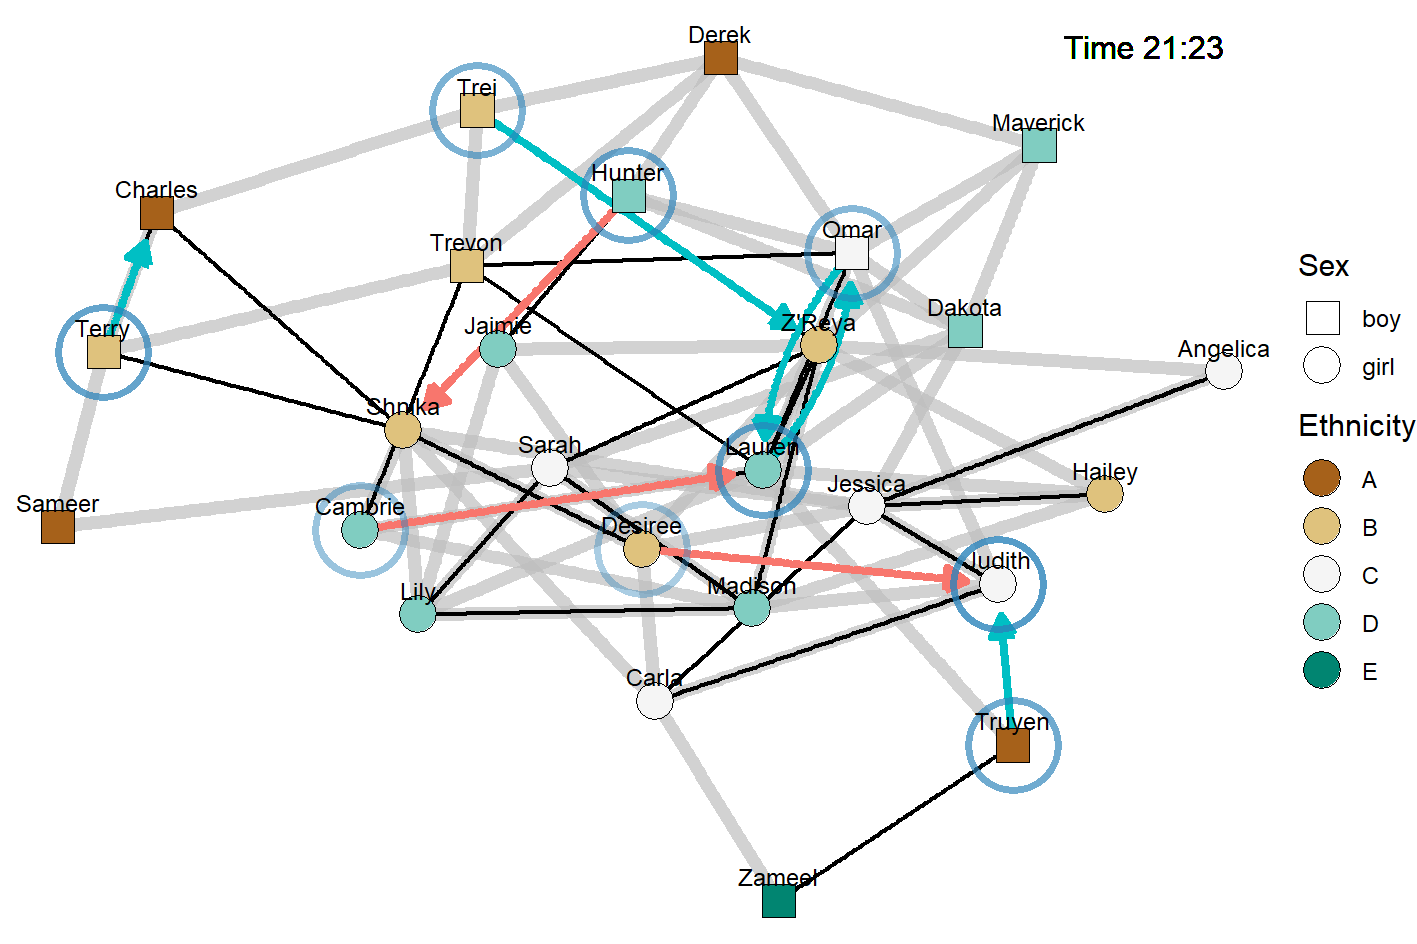 Derek
Time 21:23
Trei
Maverick
Hunter
Charles
Omar
Trevon
Dakota
Z'Reya
Jaimie
Terry
Angelica
Shnika
Sarah
Lauren
Hailey
Jessica
Sameer
Cambrie
Desiree
Judith
Lily
Madison
Carla
Truyen
Zameel
Sex
boy
girl
Ethnicity
A
B
C
D
E